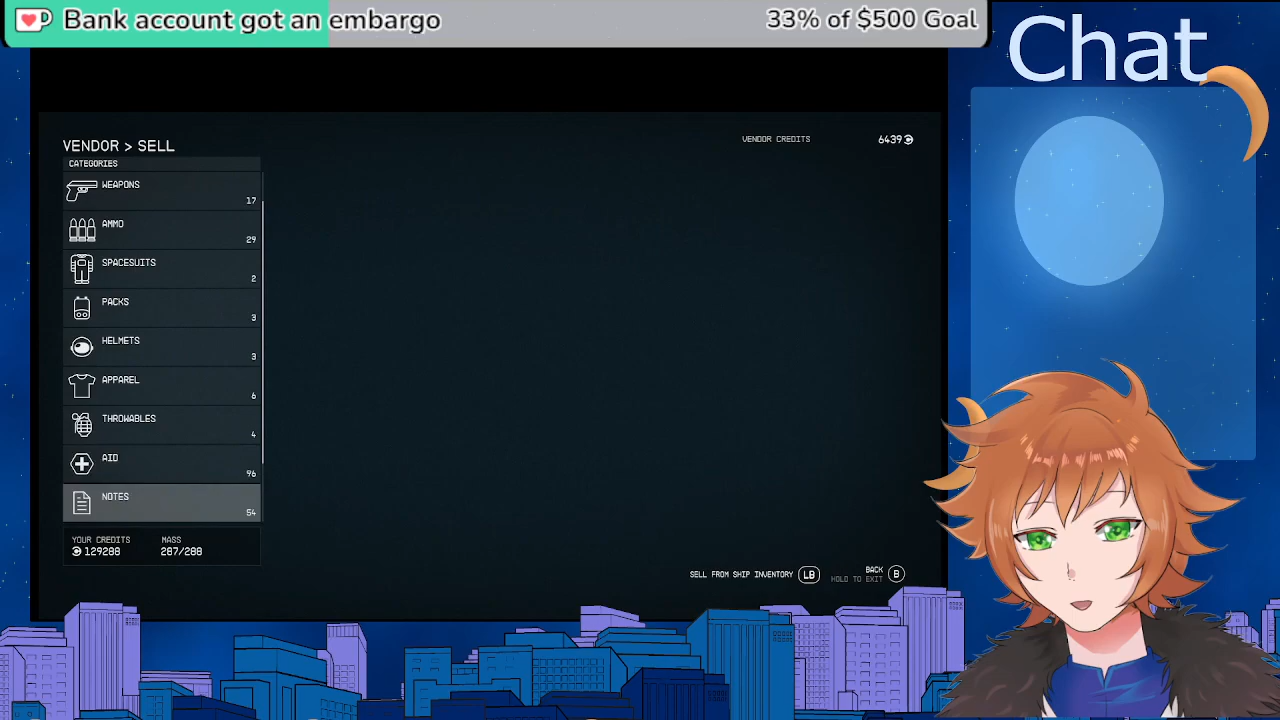 Bank account got an embargo
33% of $500 Goal
Chat
VENDOR > SELL
VENDOR CREDITS
6439
CATEGORIES
WEAPONS
17
AMMO
29
SPACESUITS
2
PACKS
3
HELMETS
3
APPAREL
6
THROWABLES
4
AID
96
NOTES
54
YOUR CREDITS
129288
MASS
287/288
SELL FROM SHIP INVENTORY LB
BACK
HOLD TO EXIT
B